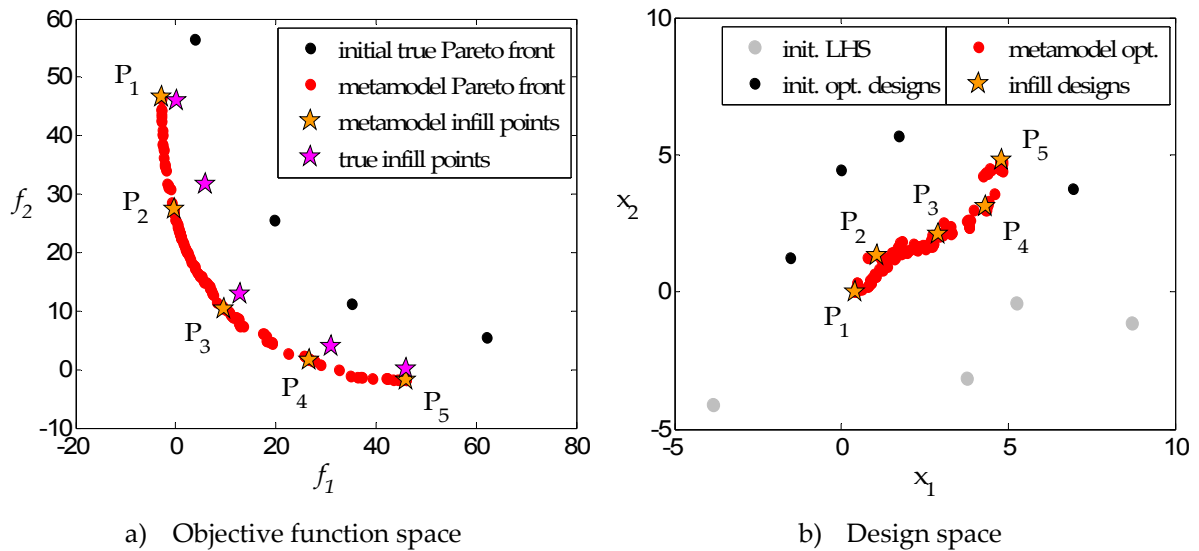 60
50
40
30
20
10
0
-10
f2
P1
P2
P3
P4
P5
initial true Pareto front
metamodel Pareto front
metamodel infill points
true infill points
-20 0 20 40 60 80
f1
a) Objective function space
10
5
0
-5
x2
init. LHS
init. opt. designs
metamodel opt.
infill designs
P5
P3
P2
P4
P1
-5 0 5 10
x1
b) Design space